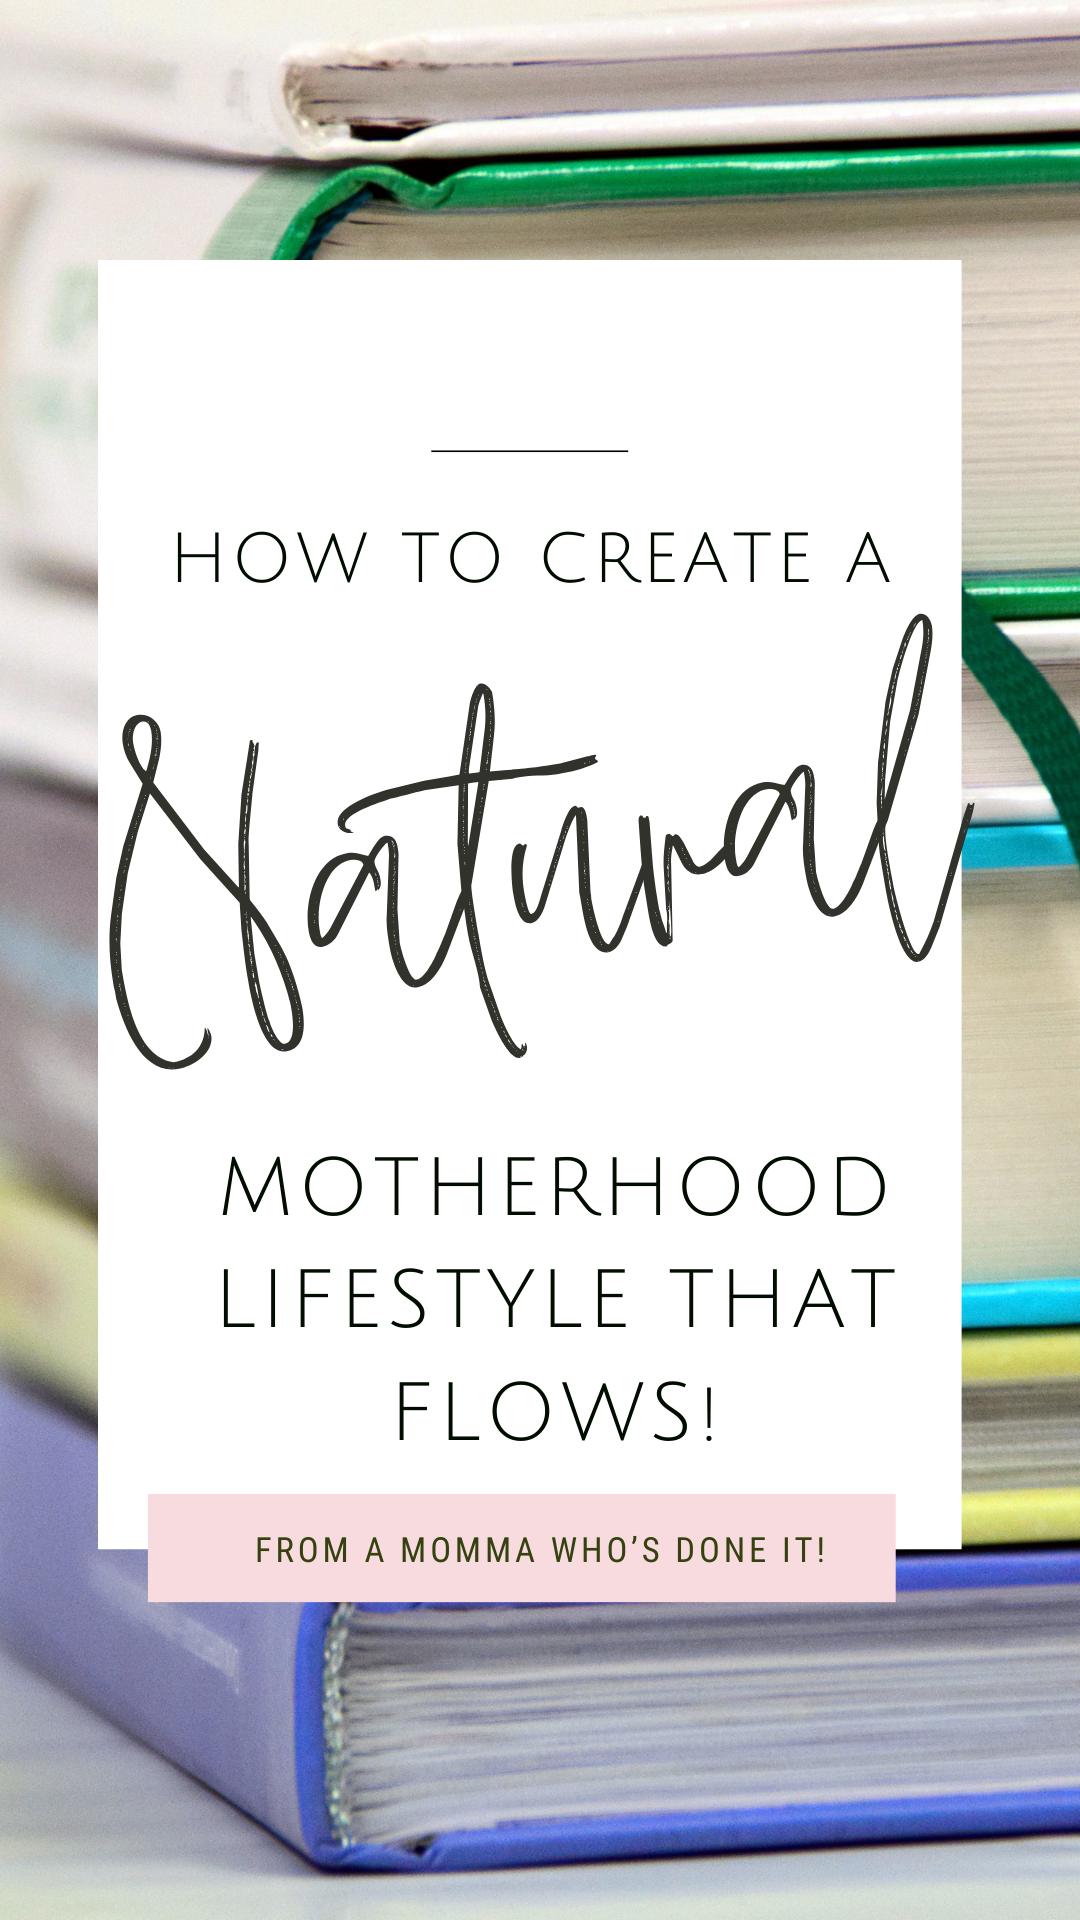 HOW TO CREATE A
Natural
MOTHERHOOD
LIFESTYLE THAT
FLOWS!
FROM A MOMMA WHO'S DONE IT!